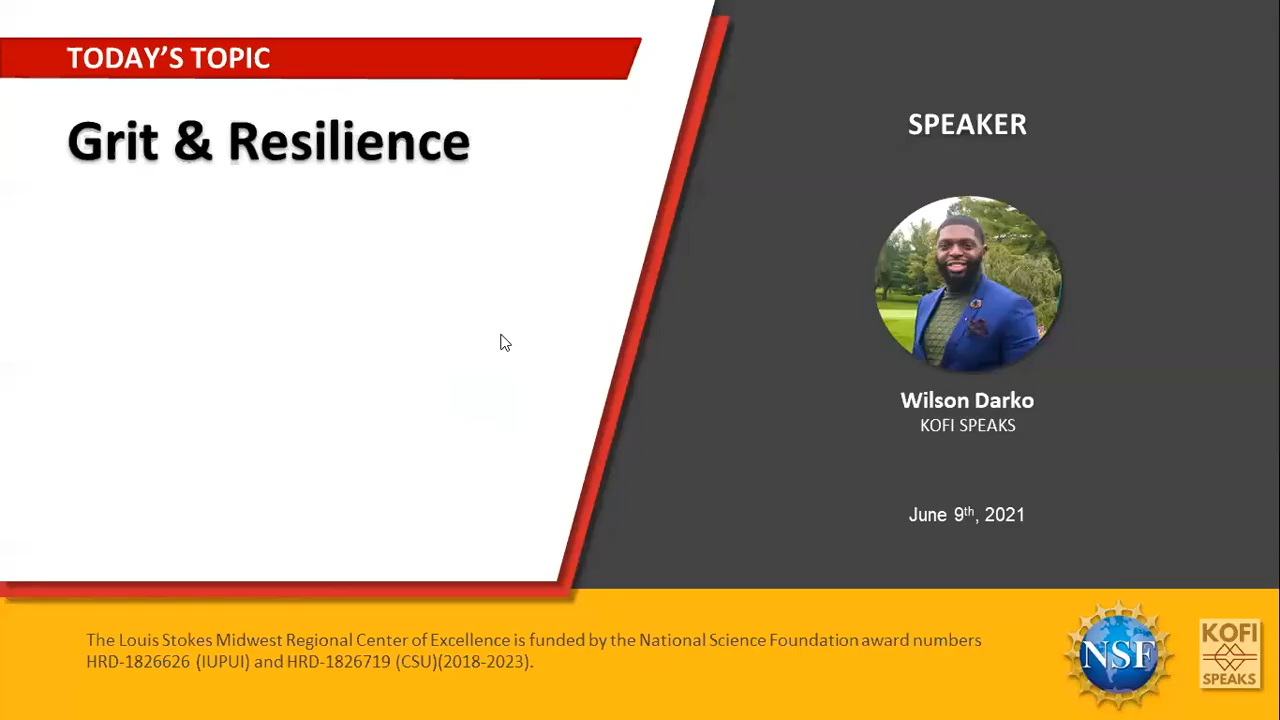 TODAY’S TOPIC
Grit & Resilience
SPEAKER
Wilson Darko
KOFI SPEAKS
June 9th, 2021
The Louis Stokes Midwest Regional Center of Excellence is funded by the National Science Foundation award numbers
HRD-1826626 (IUPUI) and HRD-1826719 (CSU)(2018-2023).
NSF
KOFI
SPEAKS